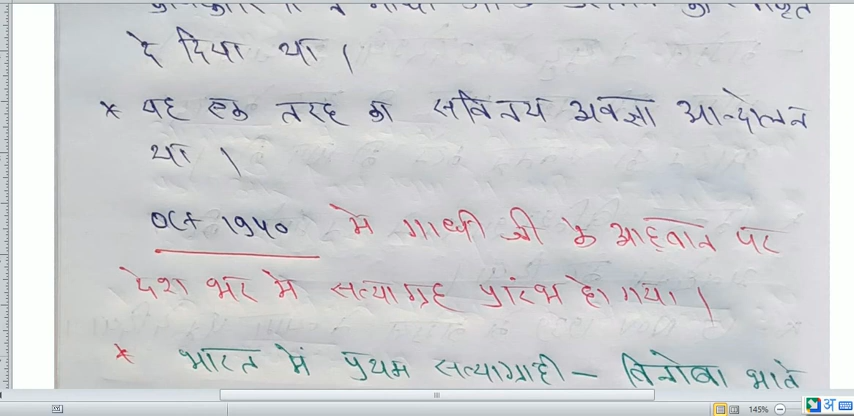 दे दिया था।
* यह एक तरह का सविनय अवज्ञा आन्दोलन
था।
Oct 1940 में गाधी जी के आह्वान पर
देश भर में सत्याग्रह प्रारंभ हो गया।
* भारत में प्रथम सत्याग्राही - विनोबा भावे
145%
अ